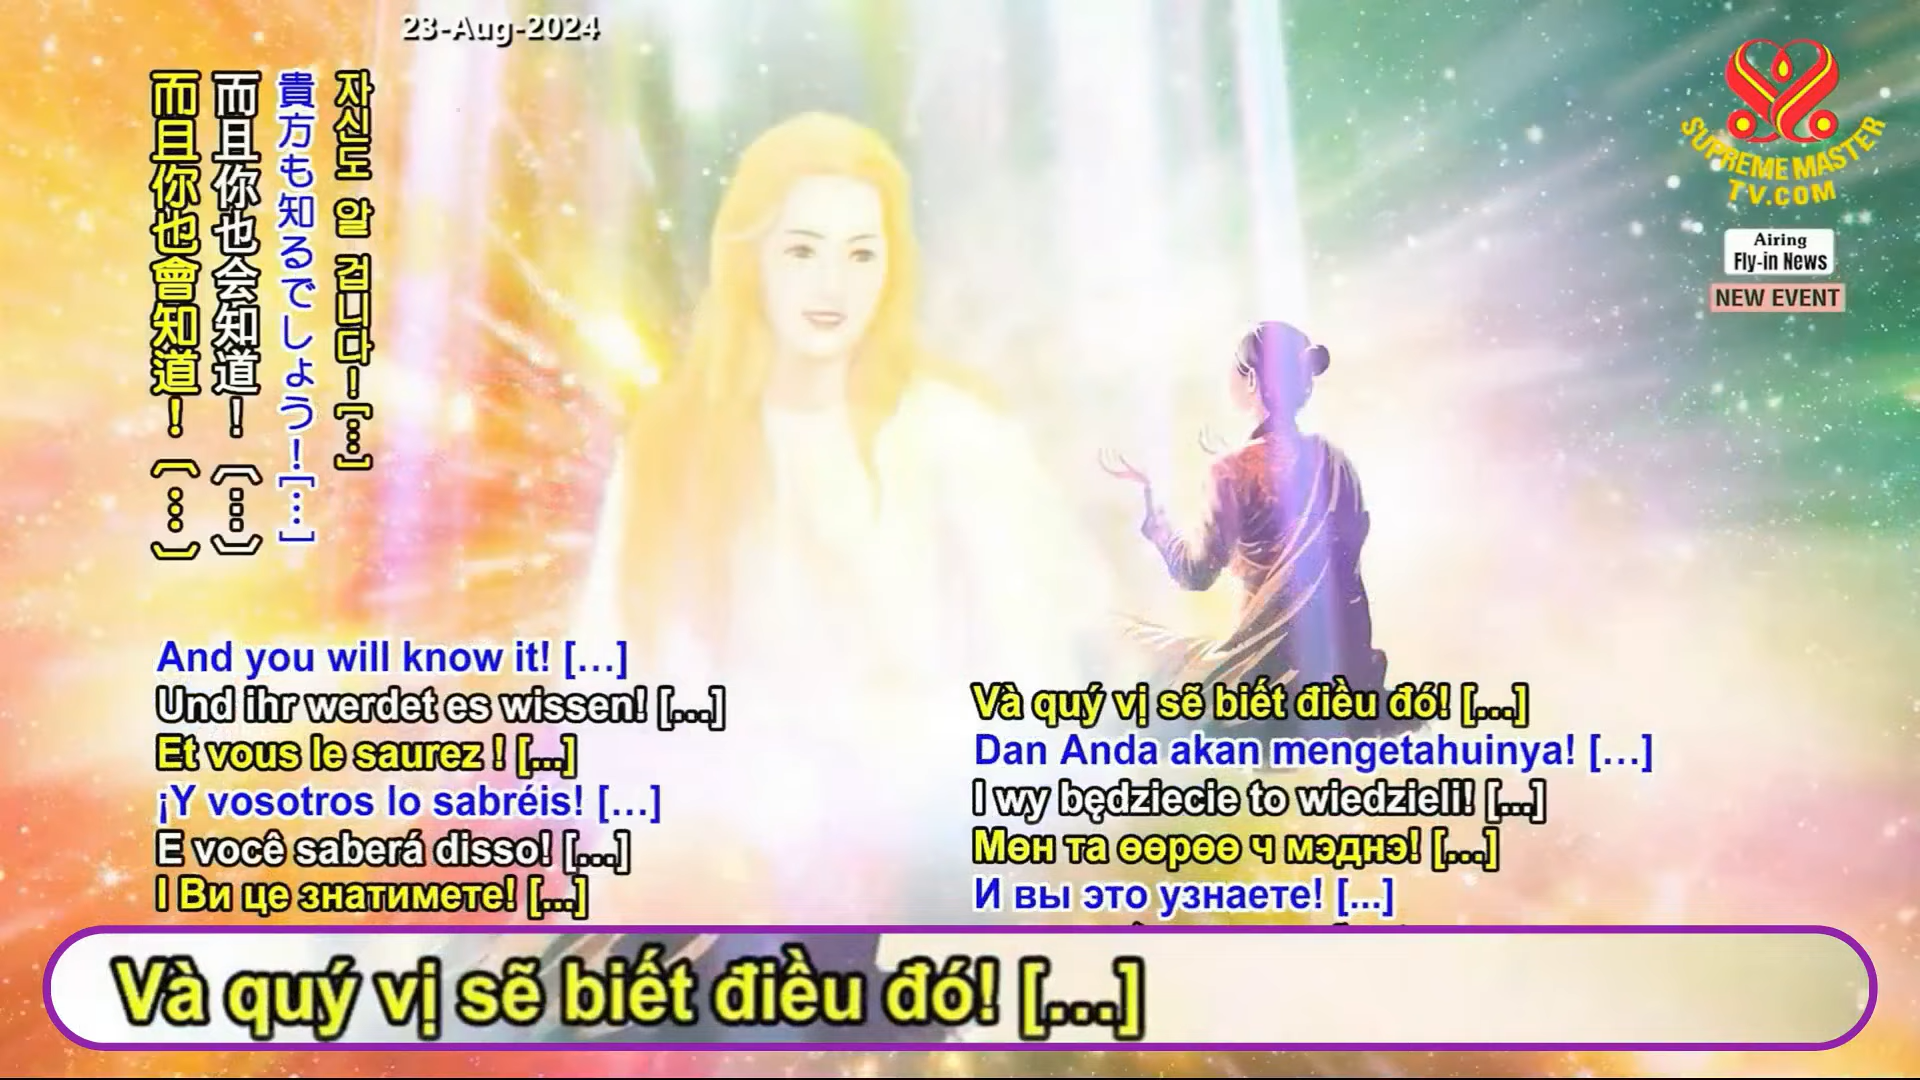 23-Aug-2024
SUPREME MASTER
TV.COM
Airing
Fly-in News
NEW EVENT
자신도 알 겁니다! […]
貴方も知るでしょう! […]
而且你也会知道！〔…〕
而且你也會知道！〔…〕
And you will know it! […]
Und ihr werdet es wissen! […]
Et vous le saurez ! […]
¡Y vosotros lo sabréis! […]
E você saberá disso! […]
І Ви це знатимете! […]
Và quý vị sẽ biết điều đó! […]
Dan Anda akan mengetahuinya! […]
I wy będziecie to wiedzieli! […]
Мөн та өөрөө ч мэднэ! […]
И вы это узнаете! […]
Và quý vị sẽ biết điều đó! […]